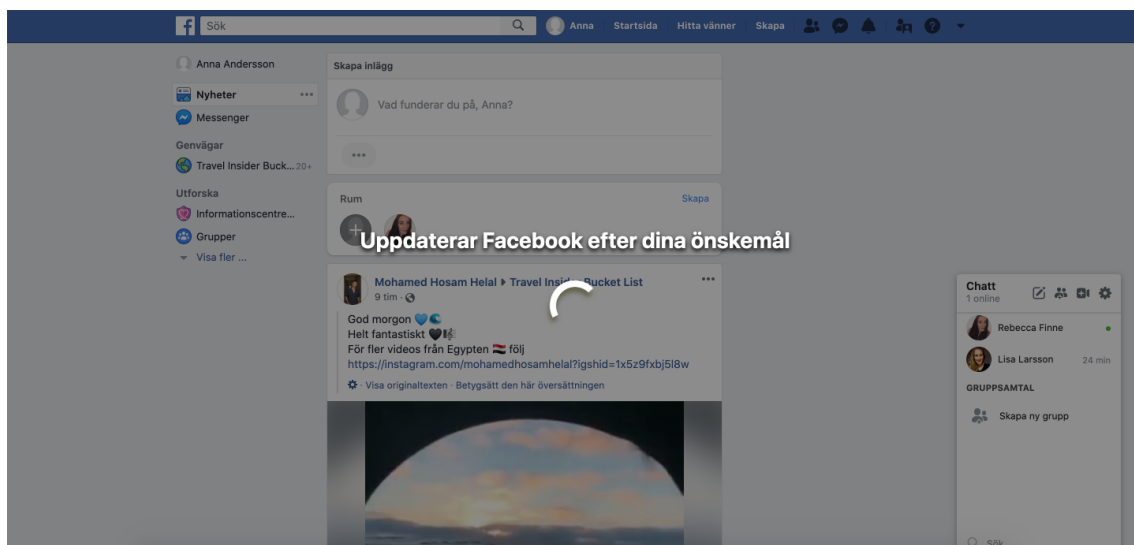 Sök
Anna
Startsida
Hitta vänner
Skapa
Anna Andersson
Nyheter
Messenger
Genvägar
Travel Insider Buck... 20+
Utforska
Informationscentre...
Grupper
Visa fler ...
Skapa inlägg
Vad funderar du på, Anna?
Rum
Skapa
Uppdaterar Facebook efter dina önskemål
Mohamed Hosam Helal Travel Insider Bucket List
9 tim ·
God morgon 💙🌊
Helt fantastiskt 🖤🎼
För fler videos från Egypten 🇪🇬 följ
https://instagram.com/mohamedhosamhelal?igshid=1x5z9fxbj5l8w
· Visa originaltexten · Betygsätt den här översättningen
Chatt
1 online
Rebecca Finne
Lisa Larsson 24 min
GRUPPSAMTAL
Skapa ny grupp
Sök